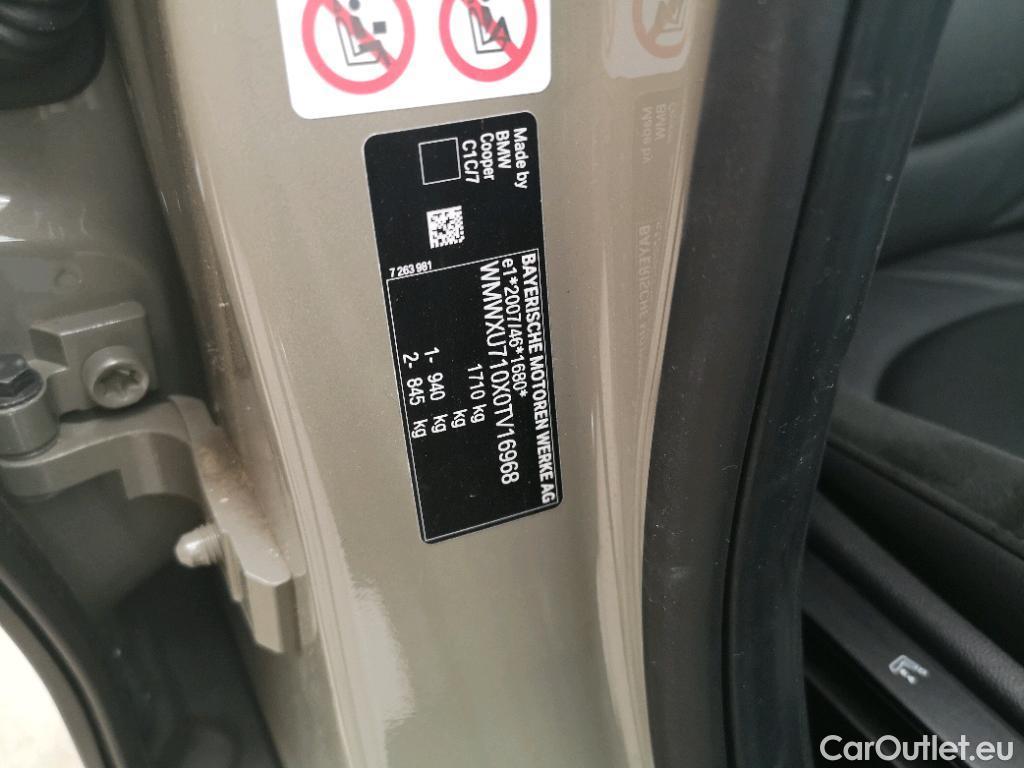 Made by
BMW
Cooper
C1C/7
7 263 981
BAYERISCHE MOTOREN WERKE AG
e1*2007/46*1680*
WMWXU710X0TV16968
1710 kg
1- 940 kg
2- 845 kg
CarOutlet.eu